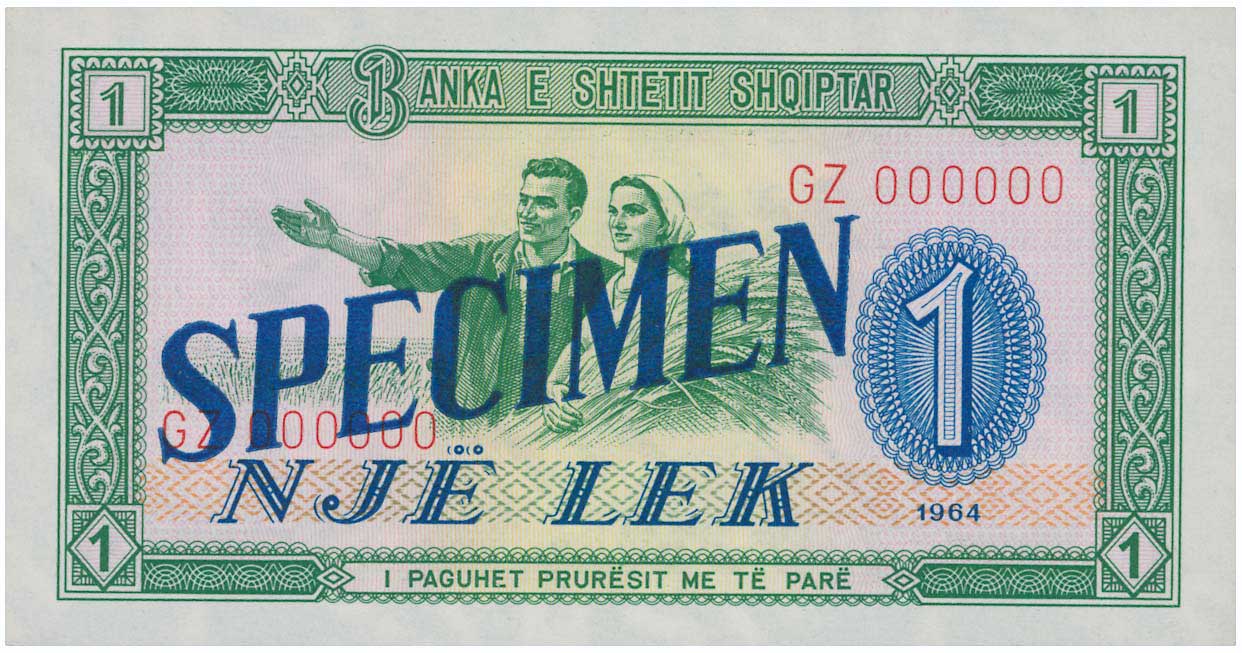 1 BANKA E SHTETIT SHQIPTAR 1
GZ 000000
SPECIMEN
1
GZ 000000
NJË LEK
1964
1 I PAGUHET PRURËSIT ME TË PARË 1